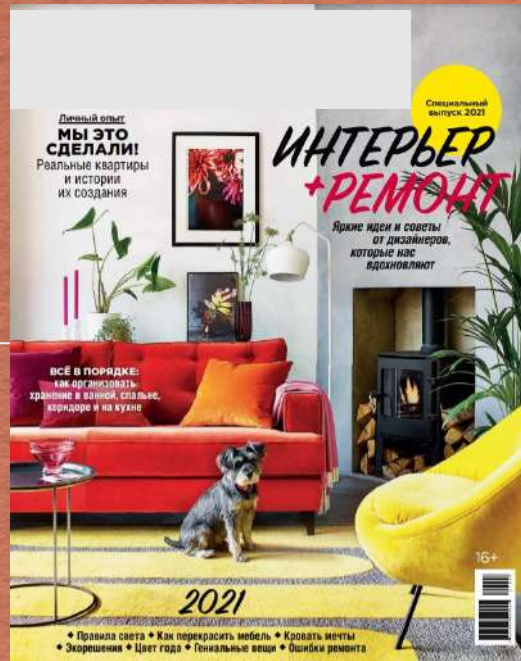 Специальный
выпуск 2021
Личный опыт
МЫ ЭТО
СДЕЛАЛИ!
Реальные квартиры
и истории
их создания
ИНТЕРЬЕР
+РЕМОНТ
Яркие идеи и советы
от дизайнеров,
которые нас
вдохновляют
ВСЁ В ПОРЯДКЕ:
как организовать
хранение в ванной, спальне,
коридоре и на кухне
16+
2021
◆ Правила света ◆ Как перекрасить мебель ◆ Кровать мечты
◆ Экорешения ◆ Цвет года ◆ Гениальные вещи ◆ Ошибки ремонта